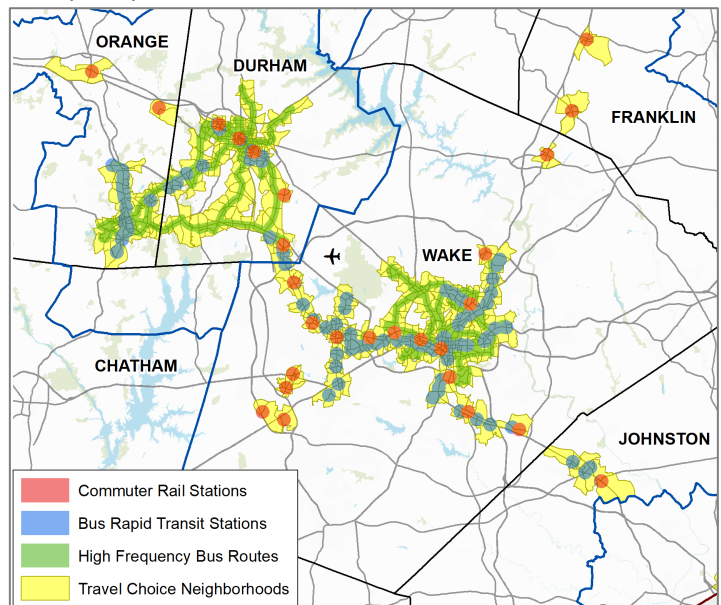 ORANGE
DURHAM
FRANKLIN
WAKE
CHATHAM
JOHNSTON
Commuter Rail Stations
Bus Rapid Transit Stations
High Frequency Bus Routes
Travel Choice Neighborhoods